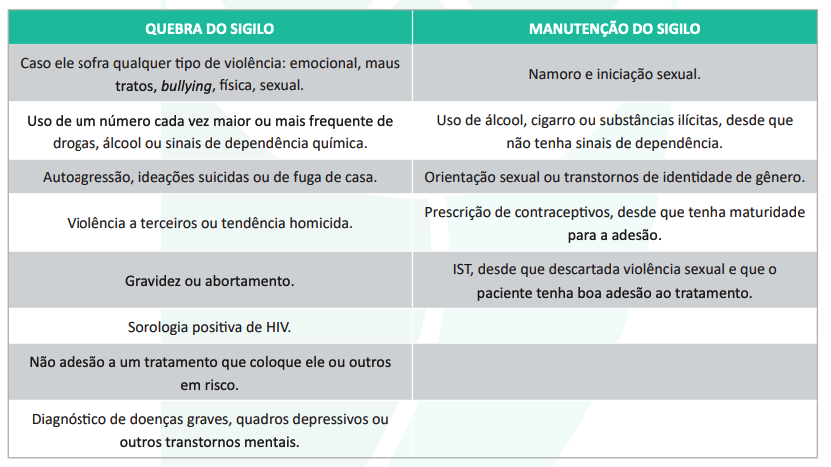 QUEBRA DO SIGILO
MANUTENÇÃO DO SIGILO
Caso ele sofra qualquer tipo de violência: emocional, maus
tratos, bullying, física, sexual.
Namoro e iniciação sexual.
Uso de um número cada vez maior ou mais frequente de
drogas, álcool ou sinais de dependência química.
Uso de álcool, cigarro ou substâncias ilícitas, desde que
não tenha sinais de dependência.
Autoagressão, ideações suicidas ou de fuga de casa.
Orientação sexual ou transtornos de identidade de gênero.
Violência a terceiros ou tendência homicida.
Prescrição de contraceptivos, desde que tenha maturidade
para a adesão.
Gravidez ou abortamento.
IST, desde que descartada violência sexual e que o
paciente tenha boa adesão ao tratamento.
Sorologia positiva de HIV.
Não adesão a um tratamento que coloque ele ou outros
em risco.
Diagnóstico de doenças graves, quadros depressivos ou
outros transtornos mentais.